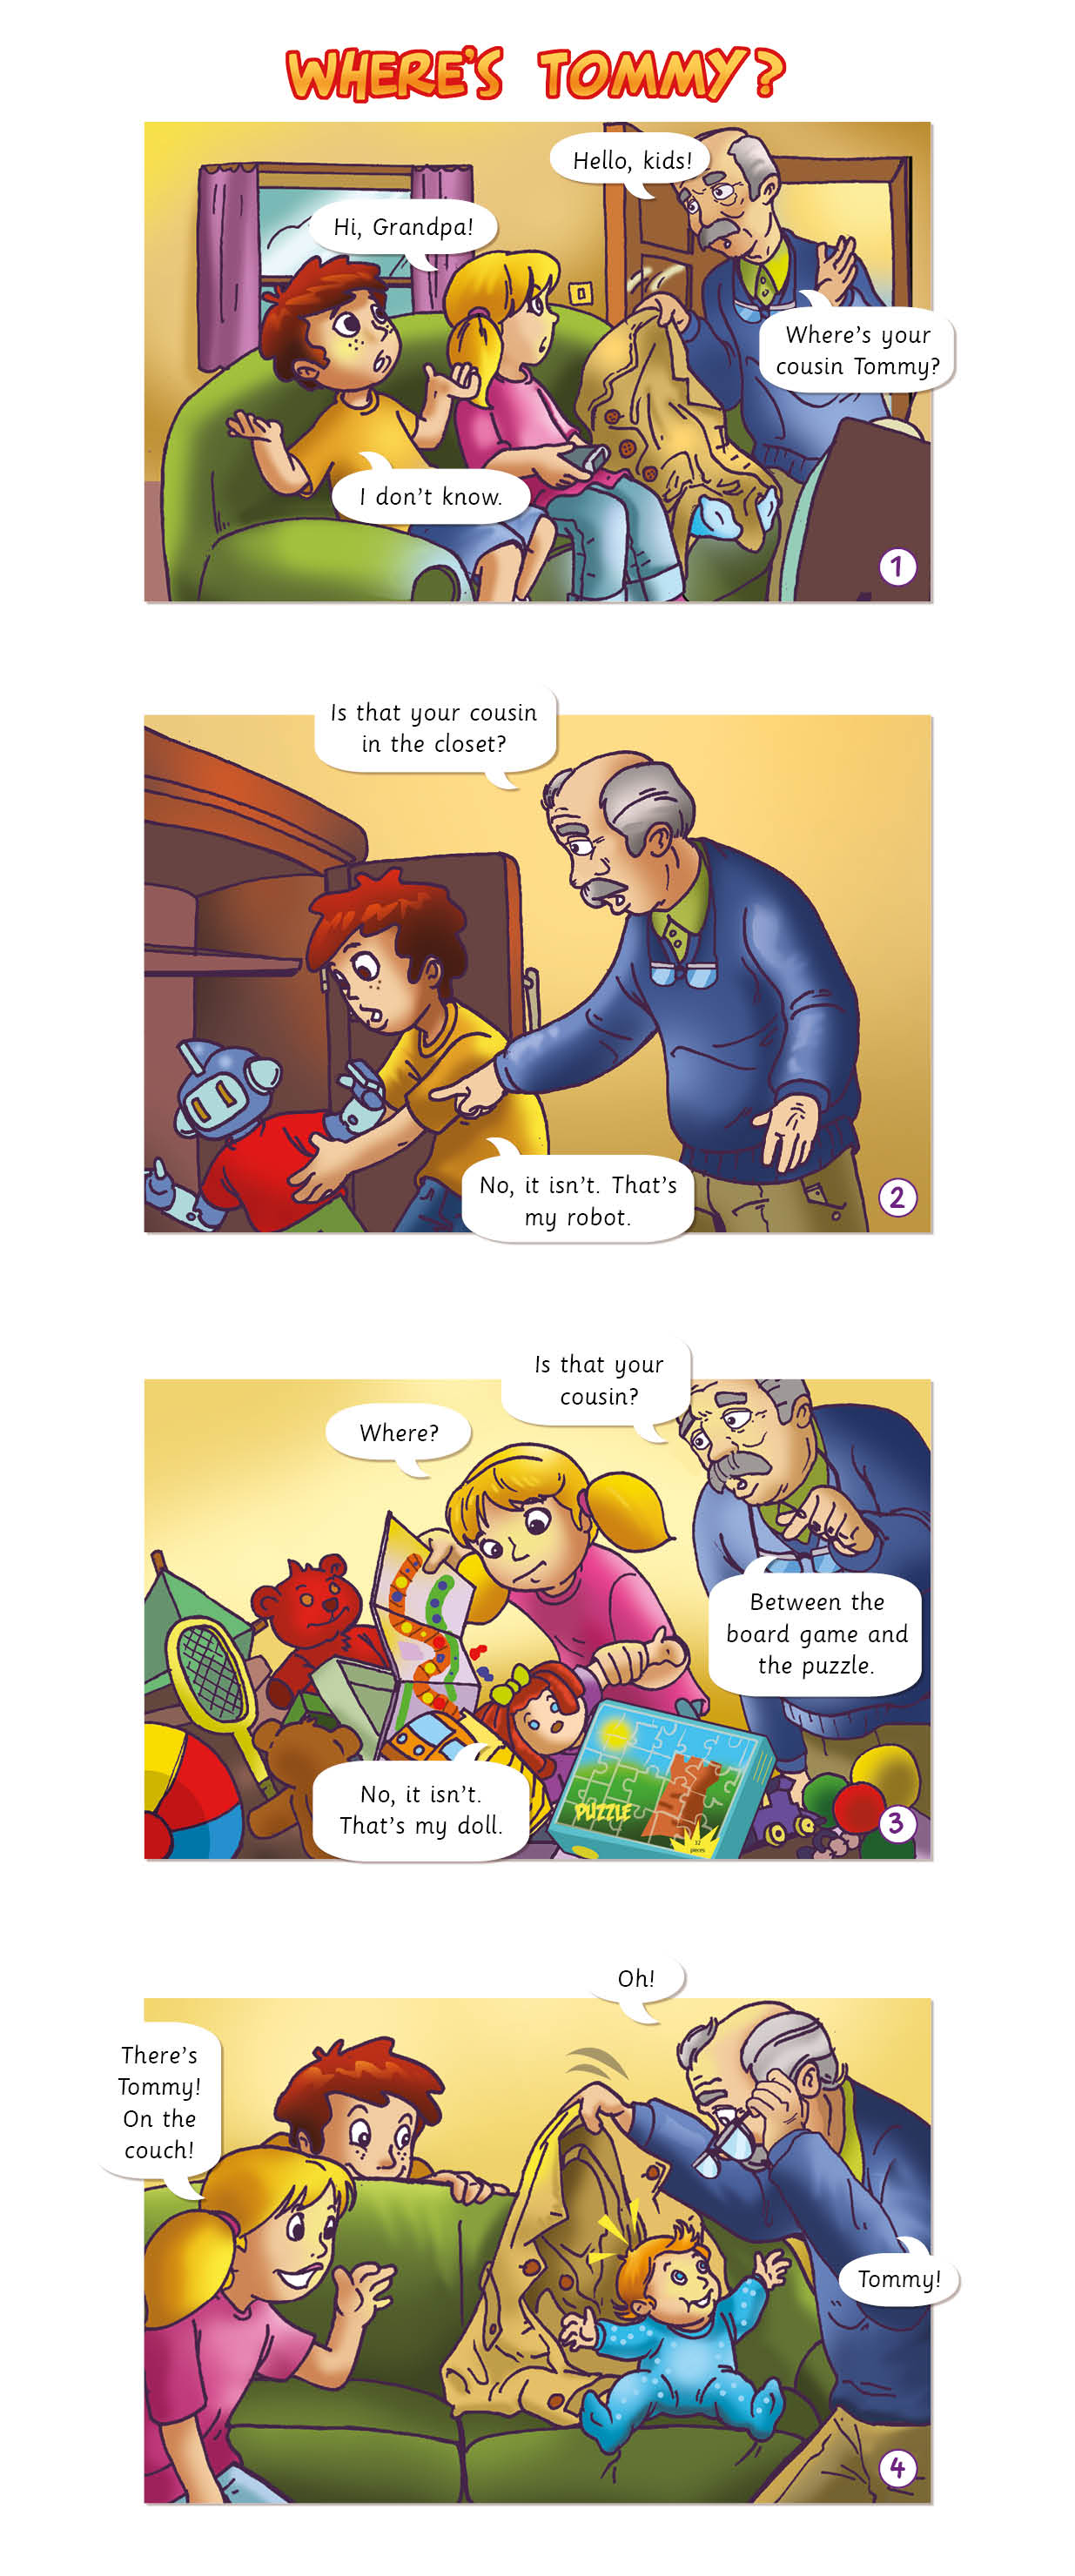 WHERE'S TOMMY?
Hello, kids!
Hi, Grandpa!
Where's your
cousin Tommy?
I don't know.
1
Is that your cousin
in the closet?
No, it isn't. That's
my robot.
2
Is that your
cousin?
Where?
Between the
board game and
the puzzle.
No, it isn't.
That's my doll.
PUZZLE
pieces
3
Oh!
There's
Tommy!
On the
couch!
Tommy!
4